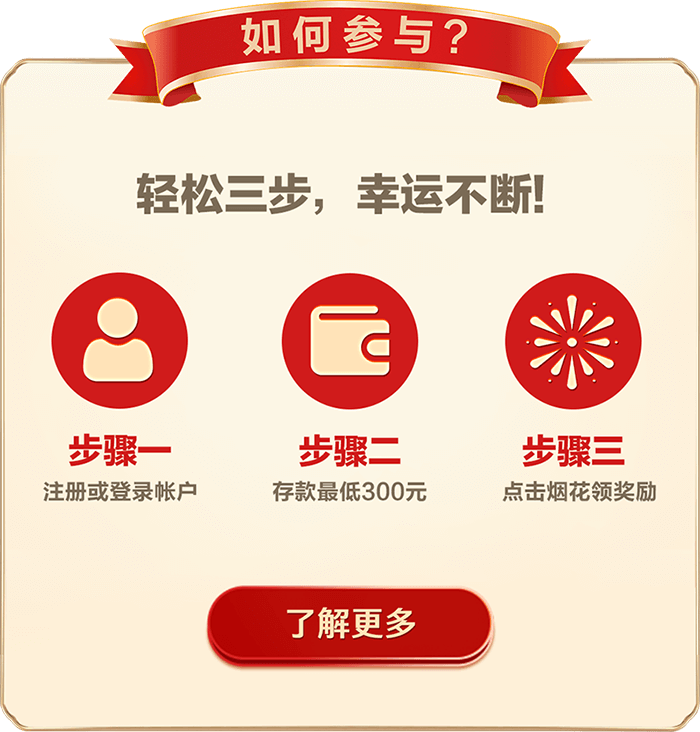 如何参与?
轻松三步，幸运不断!
步骤一
注册或登录帐户
步骤二
存款最低300元
步骤三
点击烟花领奖励
了解更多